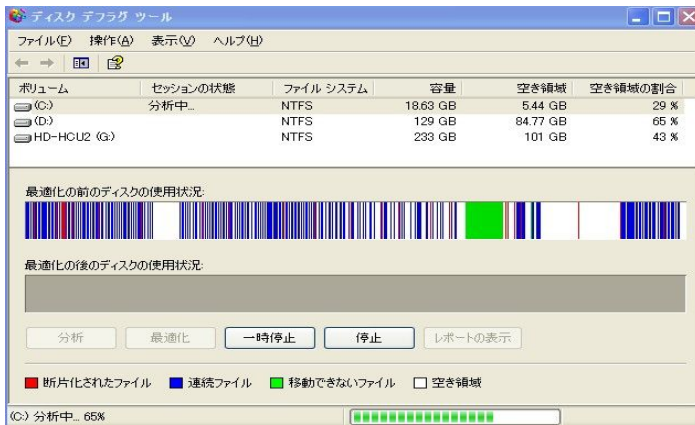 ディスク デフラグ ツール
ファイル(F) 操作(A) 表示(V) ヘルプ(H)
ボリューム セッションの状態 ファイル システム 容量 空き領域 空き領域の割合
(C:) 分析中... NTFS 18.63 GB 5.44 GB 29 %
(D:) NTFS 129 GB 84.77 GB 65 %
HD-HCU2 (G:) NTFS 233 GB 101 GB 43 %
最適化の前のディスクの使用状況:
最適化の後のディスクの使用状況:
分析 最適化 一時停止 停止 レポートの表示
断片化されたファイル 連続ファイル 移動できないファイル 空き領域
(C:) 分析中... 65%